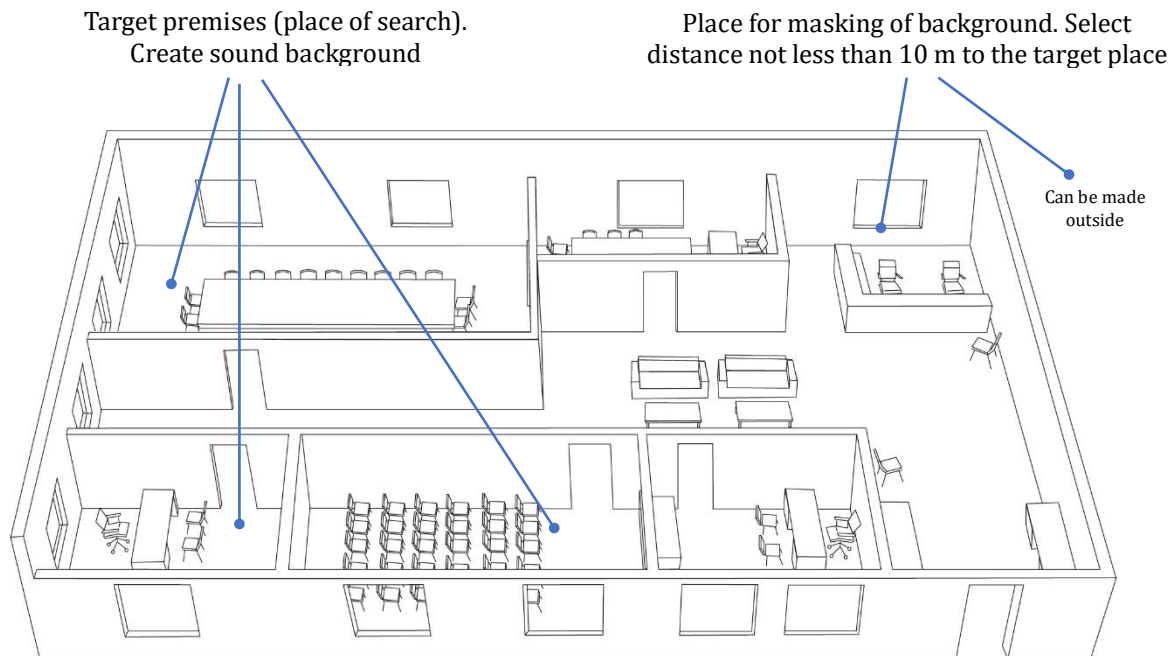 Target premises (place of search).
Create sound background
Place for masking of background. Select
distance not less than 10 m to the target place
Can be made
outside